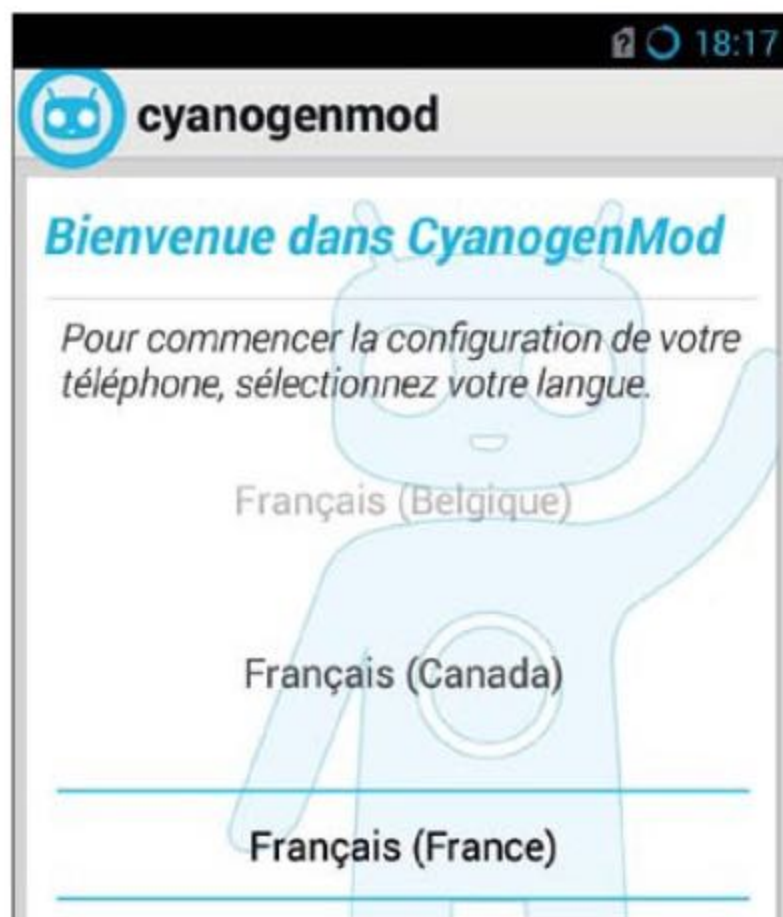 18:17
cyanogenmod
Bienvenue dans CyanogenMod
Pour commencer la configuration de votre
téléphone, sélectionnez votre langue.
Français (Belgique)
Français (Canada)
Français (France)